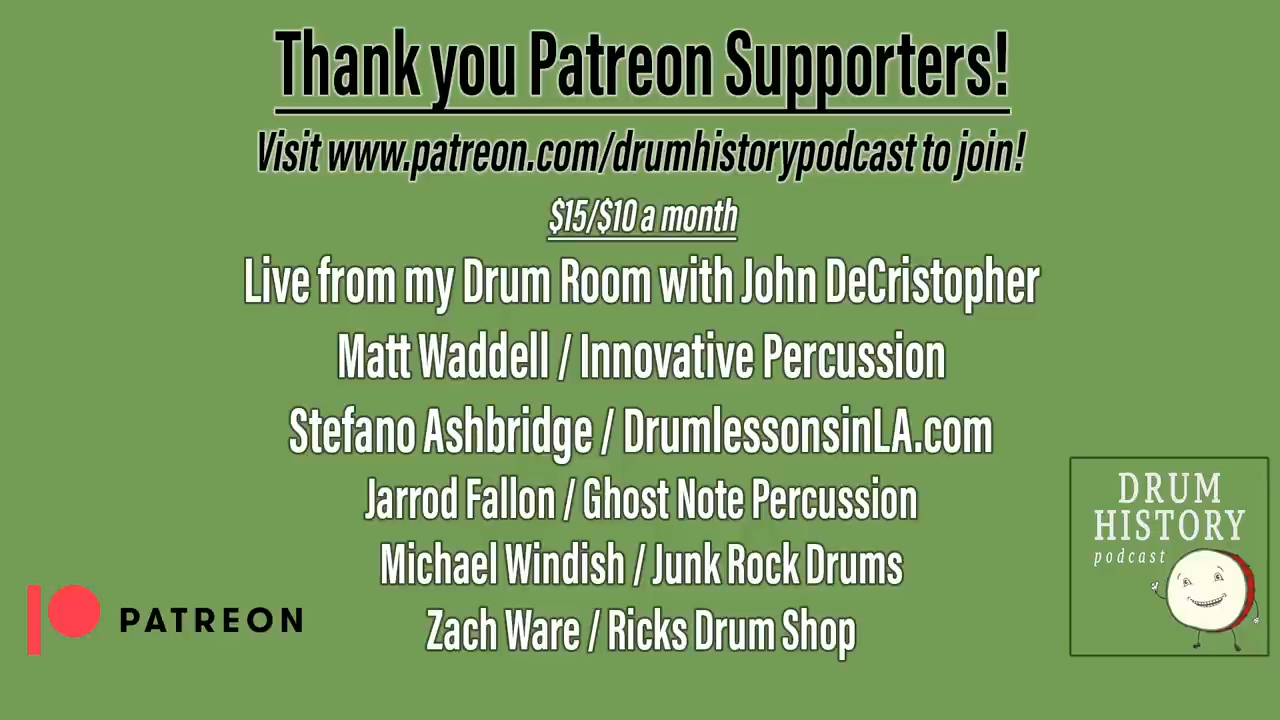 Thank you Patreon Supporters!
Visit www.patreon.com/drumhistorypodcast to join!
$15/$10 a month
Live from my Drum Room with John DeCristopher
Matt Waddell / Innovative Percussion
Stefano Ashbridge / DrumlessonsinLA.com
Jarrod Fallon / Ghost Note Percussion
Michael Windish / Junk Rock Drums
Zach Ware / Ricks Drum Shop
PATREON
DRUM
HISTORY
podcast